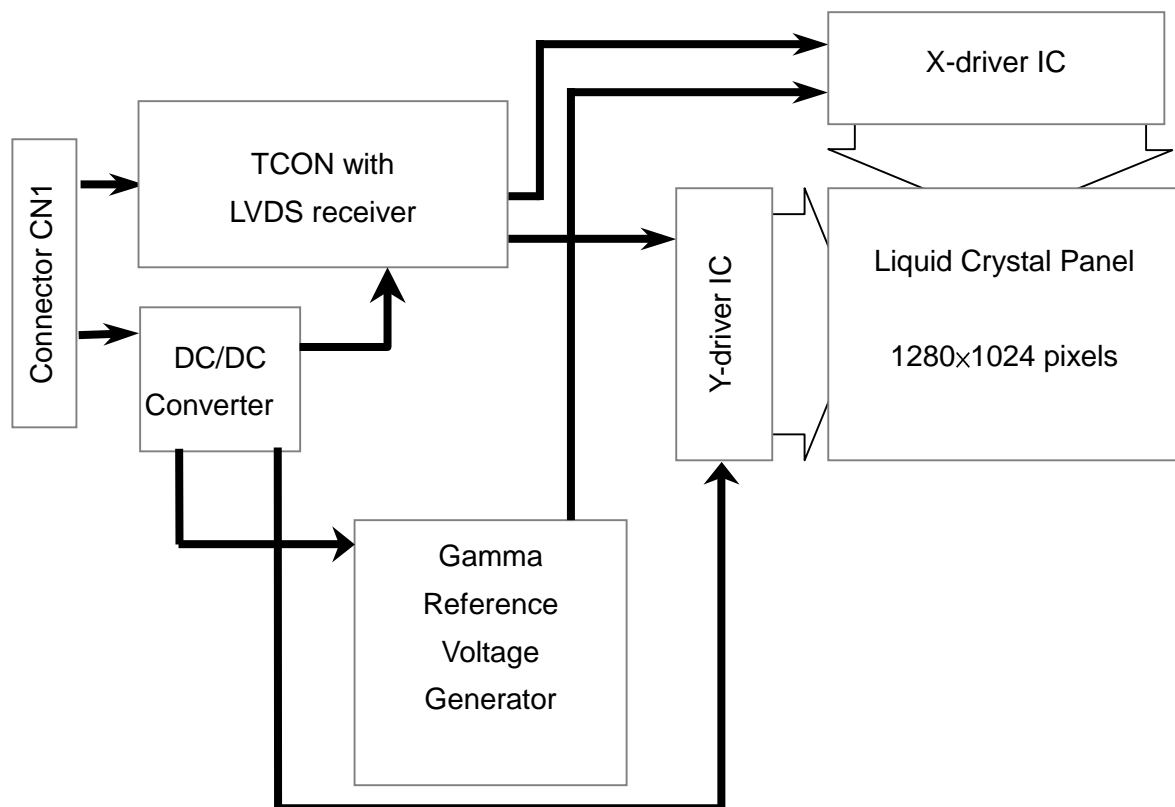 Connector CN1
TCON with
LVDS receiver
DC/DC
Converter
Gamma
Reference
Voltage
Generator
X-driver IC
Y-driver IC
Liquid Crystal Panel
1280×1024 pixels